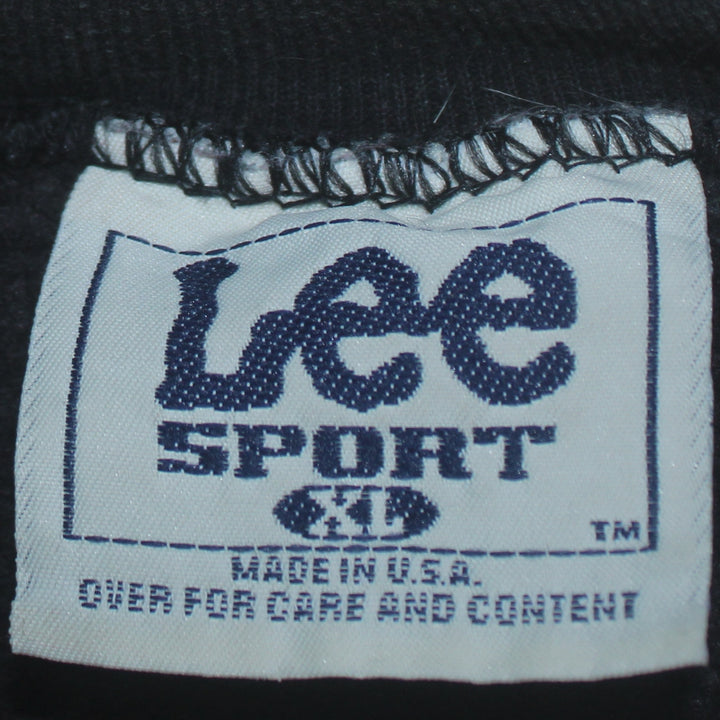 Lee
SPORT
XL
TM
MADE IN U.S.A.
OVER FOR CARE AND CONTENT